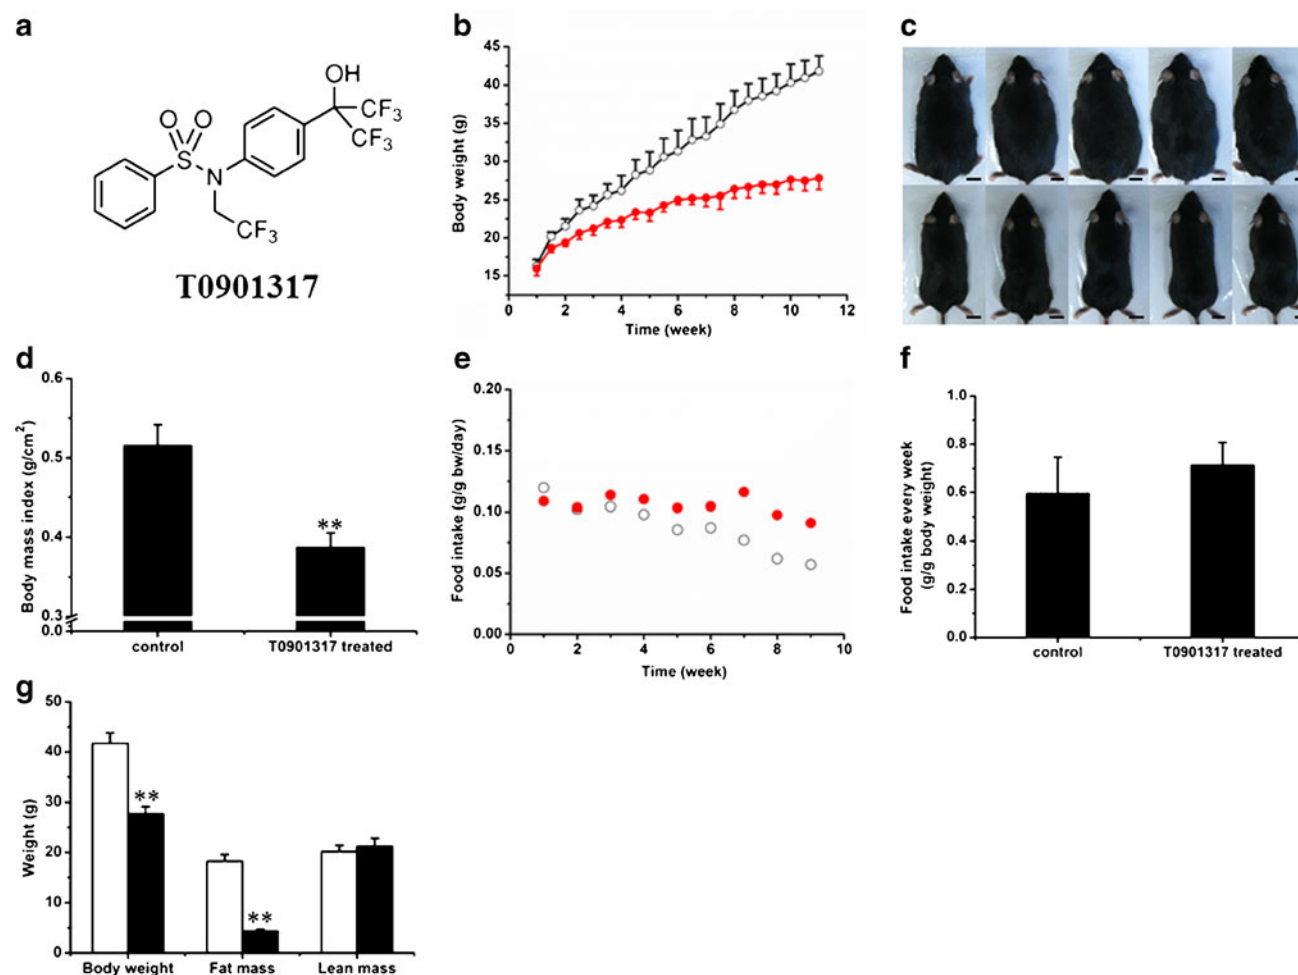 a
OH
CF3
CF3
O O
S
N
CF3
T0901317
b
Body weight (g)
45
40
35
30
25
20
15
0 2 4 6 8 10 12
Time (week)
c
d
Body mass index (g/cm2)
0.6
0.5
0.4
0.3
0.0
**
control T0901317 treated
e
Food intake (g/g bw/day)
0.20
0.15
0.10
0.05
0.00
0 2 4 6 8 10
Time (week)
f
Food intake every week
(g/g body weight)
1.0
0.8
0.6
0.4
0.2
0.0
control T0901317 treated
g
Weight (g)
50
40
30
20
10
0
**
**
Body weight Fat mass Lean mass